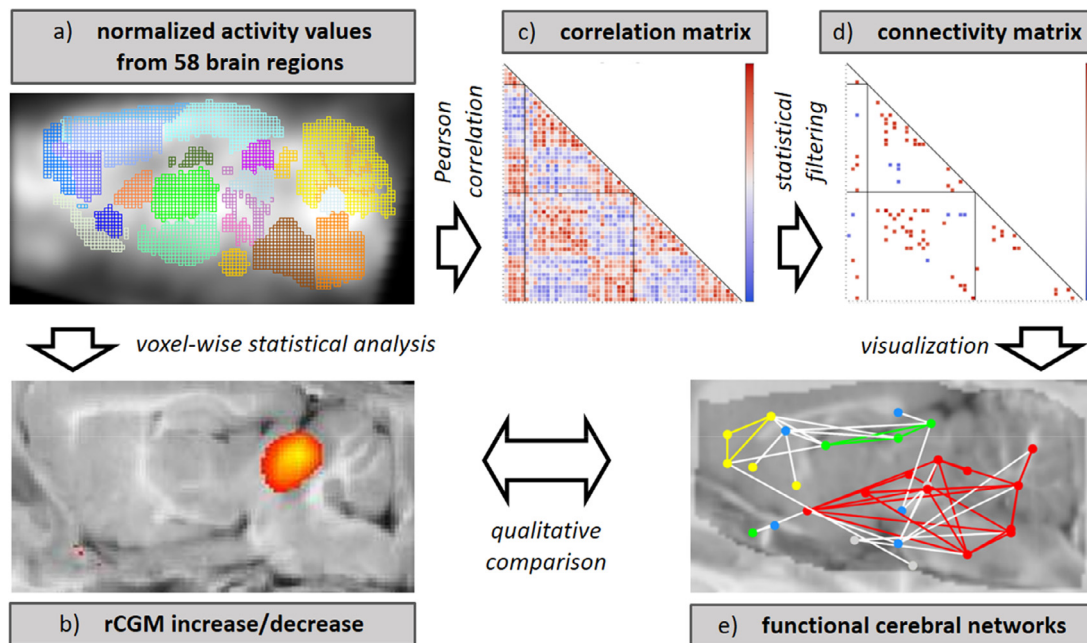 a) normalized activity values
from 58 brain regions
Pearson
correlation
c) correlation matrix
statistical
filtering
d) connectivity matrix
voxel-wise statistical analysis
visualization
b) rCGM increase/decrease
qualitative
comparison
e) functional cerebral networks